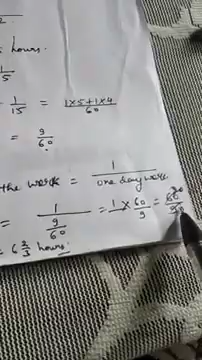 hours.
1/5
1/15 = 1×5+1×4/60
= 9/60
the work = 1/one day work
= 1/(9/60) = 1 × 60/9 =
= 6 2/3 hours.